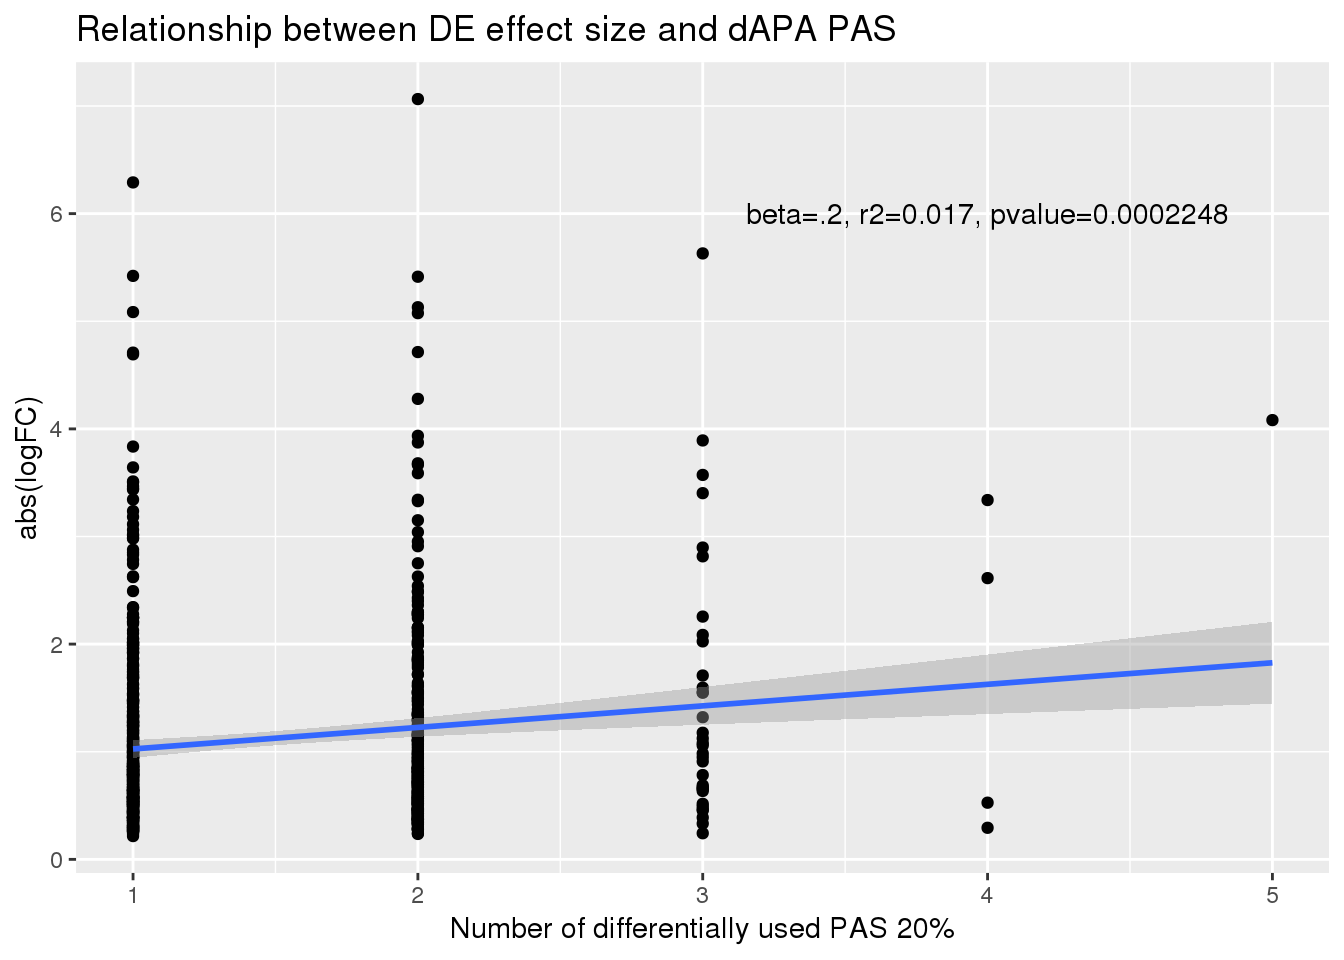 Relationship between DE effect size and dAPA PAS
beta=.2, r2=0.017, pvalue=0.0002248
abs(logFC)
6
4
2
0
1 2 3 4 5
Number of differentially used PAS 20%